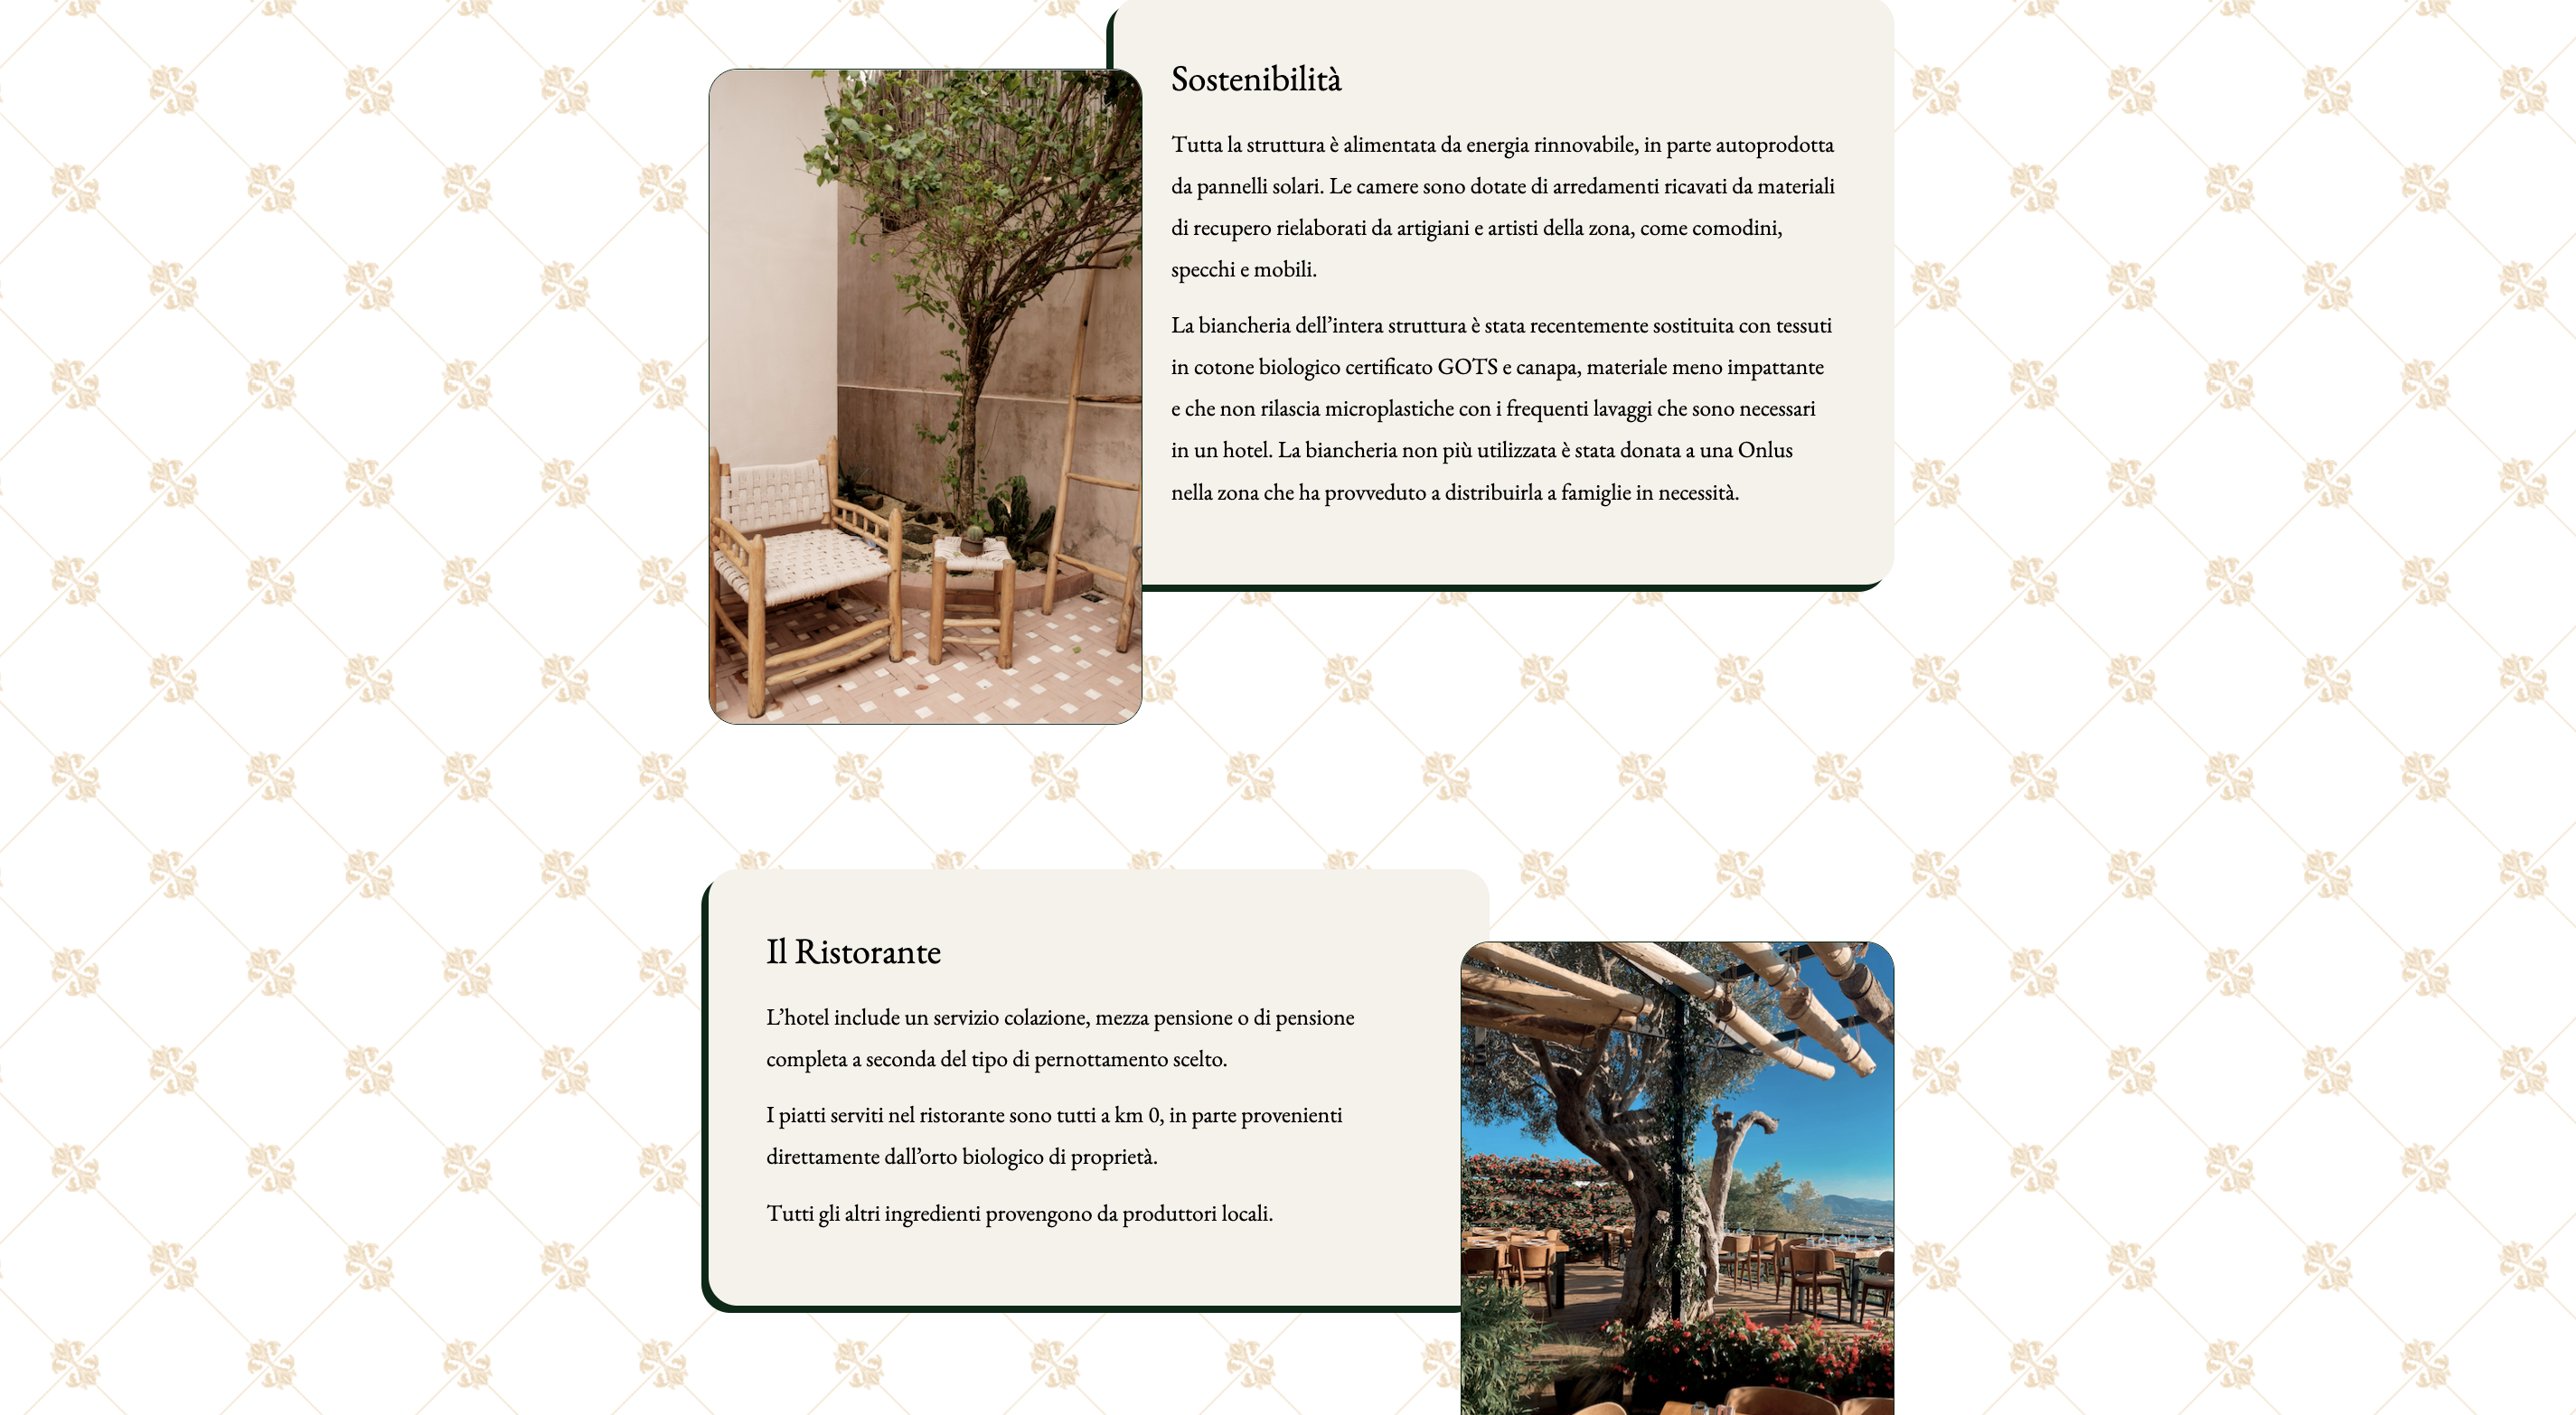 Sostenibilità
Tutta la struttura è alimentata da energia rinnovabile, in parte autoprodotta
da pannelli solari. Le camere sono dotate di arredamenti ricavati da materiali
di recupero rielaborati da artigiani e artisti della zona, come comodini,
specchi e mobili.
La biancheria dell’intera struttura è stata recentemente sostituita con tessuti
in cotone biologico certificato GOTS e canapa, materiale meno impattante
e che non rilascia microplastiche con i frequenti lavaggi che sono necessari
in un hotel. La biancheria non più utilizzata è stata donata a una Onlus
nella zona che ha provveduto a distribuirla a famiglie in necessità.
Il Ristorante
L’hotel include un servizio colazione, mezza pensione o di pensione
completa a seconda del tipo di pernottamento scelto.
I piatti serviti nel ristorante sono tutti a km 0, in parte provenienti
direttamente dall’orto biologico di proprietà.
Tutti gli altri ingredienti provengono da produttori locali.